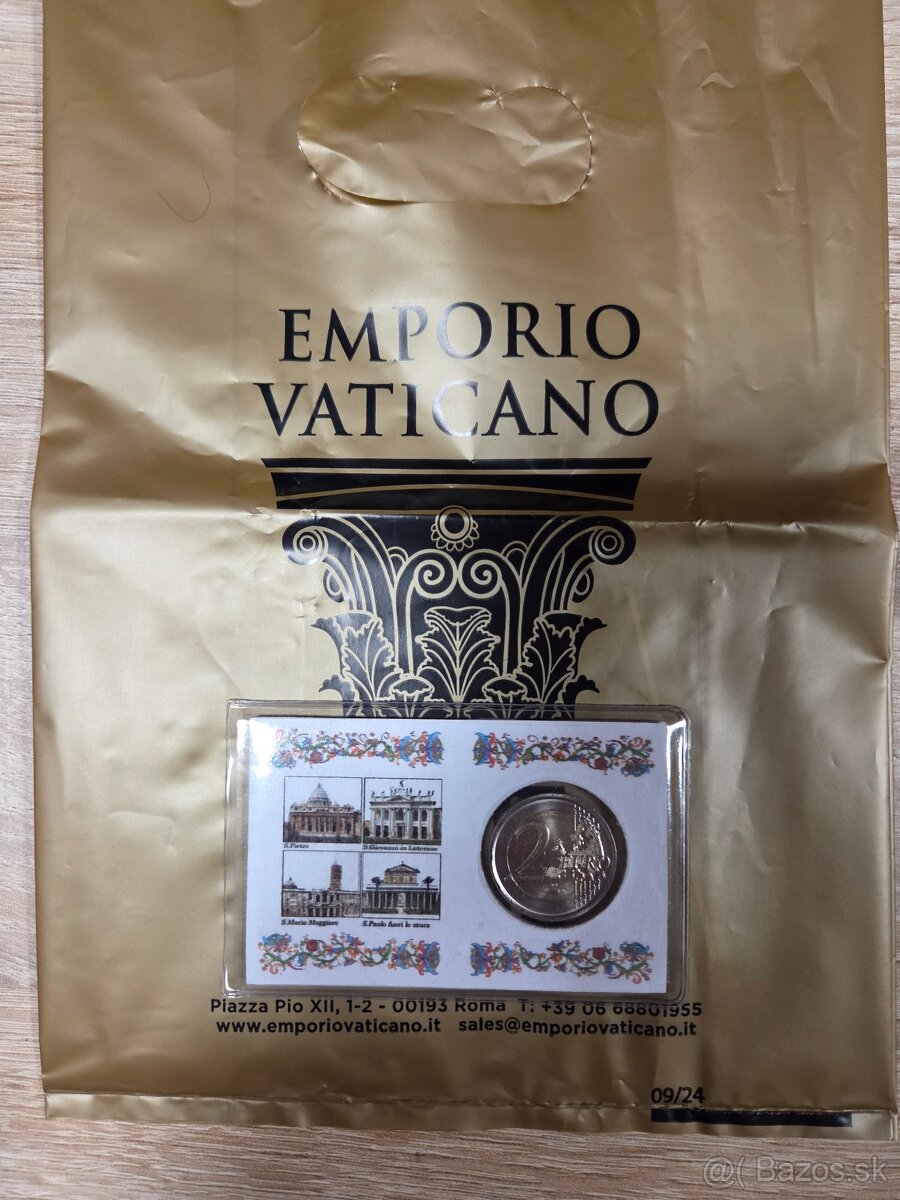 EMPORIO
VATICANO
S.Pietro
S.Giovanni in Laterano
S.Maria Maggiore
S.Paolo fuori le mura
2
Piazza Pio XII, 1-2 - 00193 Roma T: +39 06 68801955
www.emporiovaticano.it sales@emporiovaticano.it
09/24
@( Bazos.sk